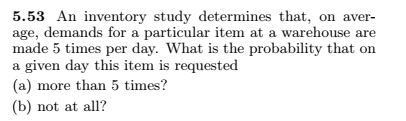 5.53 An inventory study determines that, on aver-
age, demands for a particular item at a warehouse are
made 5 times per day. What is the probability that on
a given day this item is requested
(a) more than 5 times?
(b) not at all?